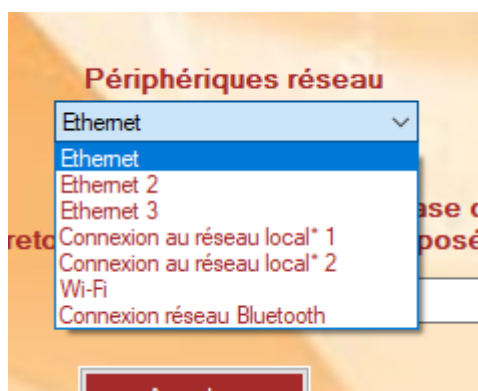 Périphériques réseau
Ethernet
Ethernet
Ethernet 2
Ethernet 3
Connexion au réseau local* 1
Connexion au réseau local* 2
Wi-Fi
Connexion réseau Bluetooth